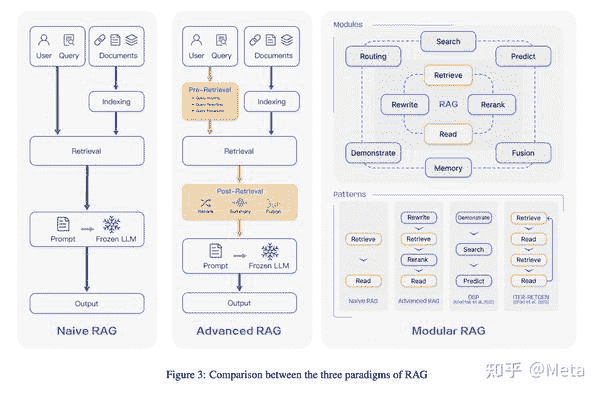 User Query Documents
Indexing
Retrieval
Prompt Frozen LLM
Output
Naive RAG
User Query Documents
Pre-Retrieval
Indexing
Retrieval
Post-Retrieval
Rerank Summary Fusion
Prompt Frozen LLM
Output
Advanced RAG
Modules
Search
Routing Predict
Retrieve
Rewrite RAG Rerank
Read
Demonstrate Fusion
Memory
Patterns
Rewrite Demonstrate Retrieve
Retrieve Retrieve Read
Search
Rerank Retrieve
Read Read Predict Read
Naive RAG Advanced RAG DSP ITER-RETGEN
Modular RAG
Figure 3: Comparison between the three paradigms of RAG
知乎 @Meta